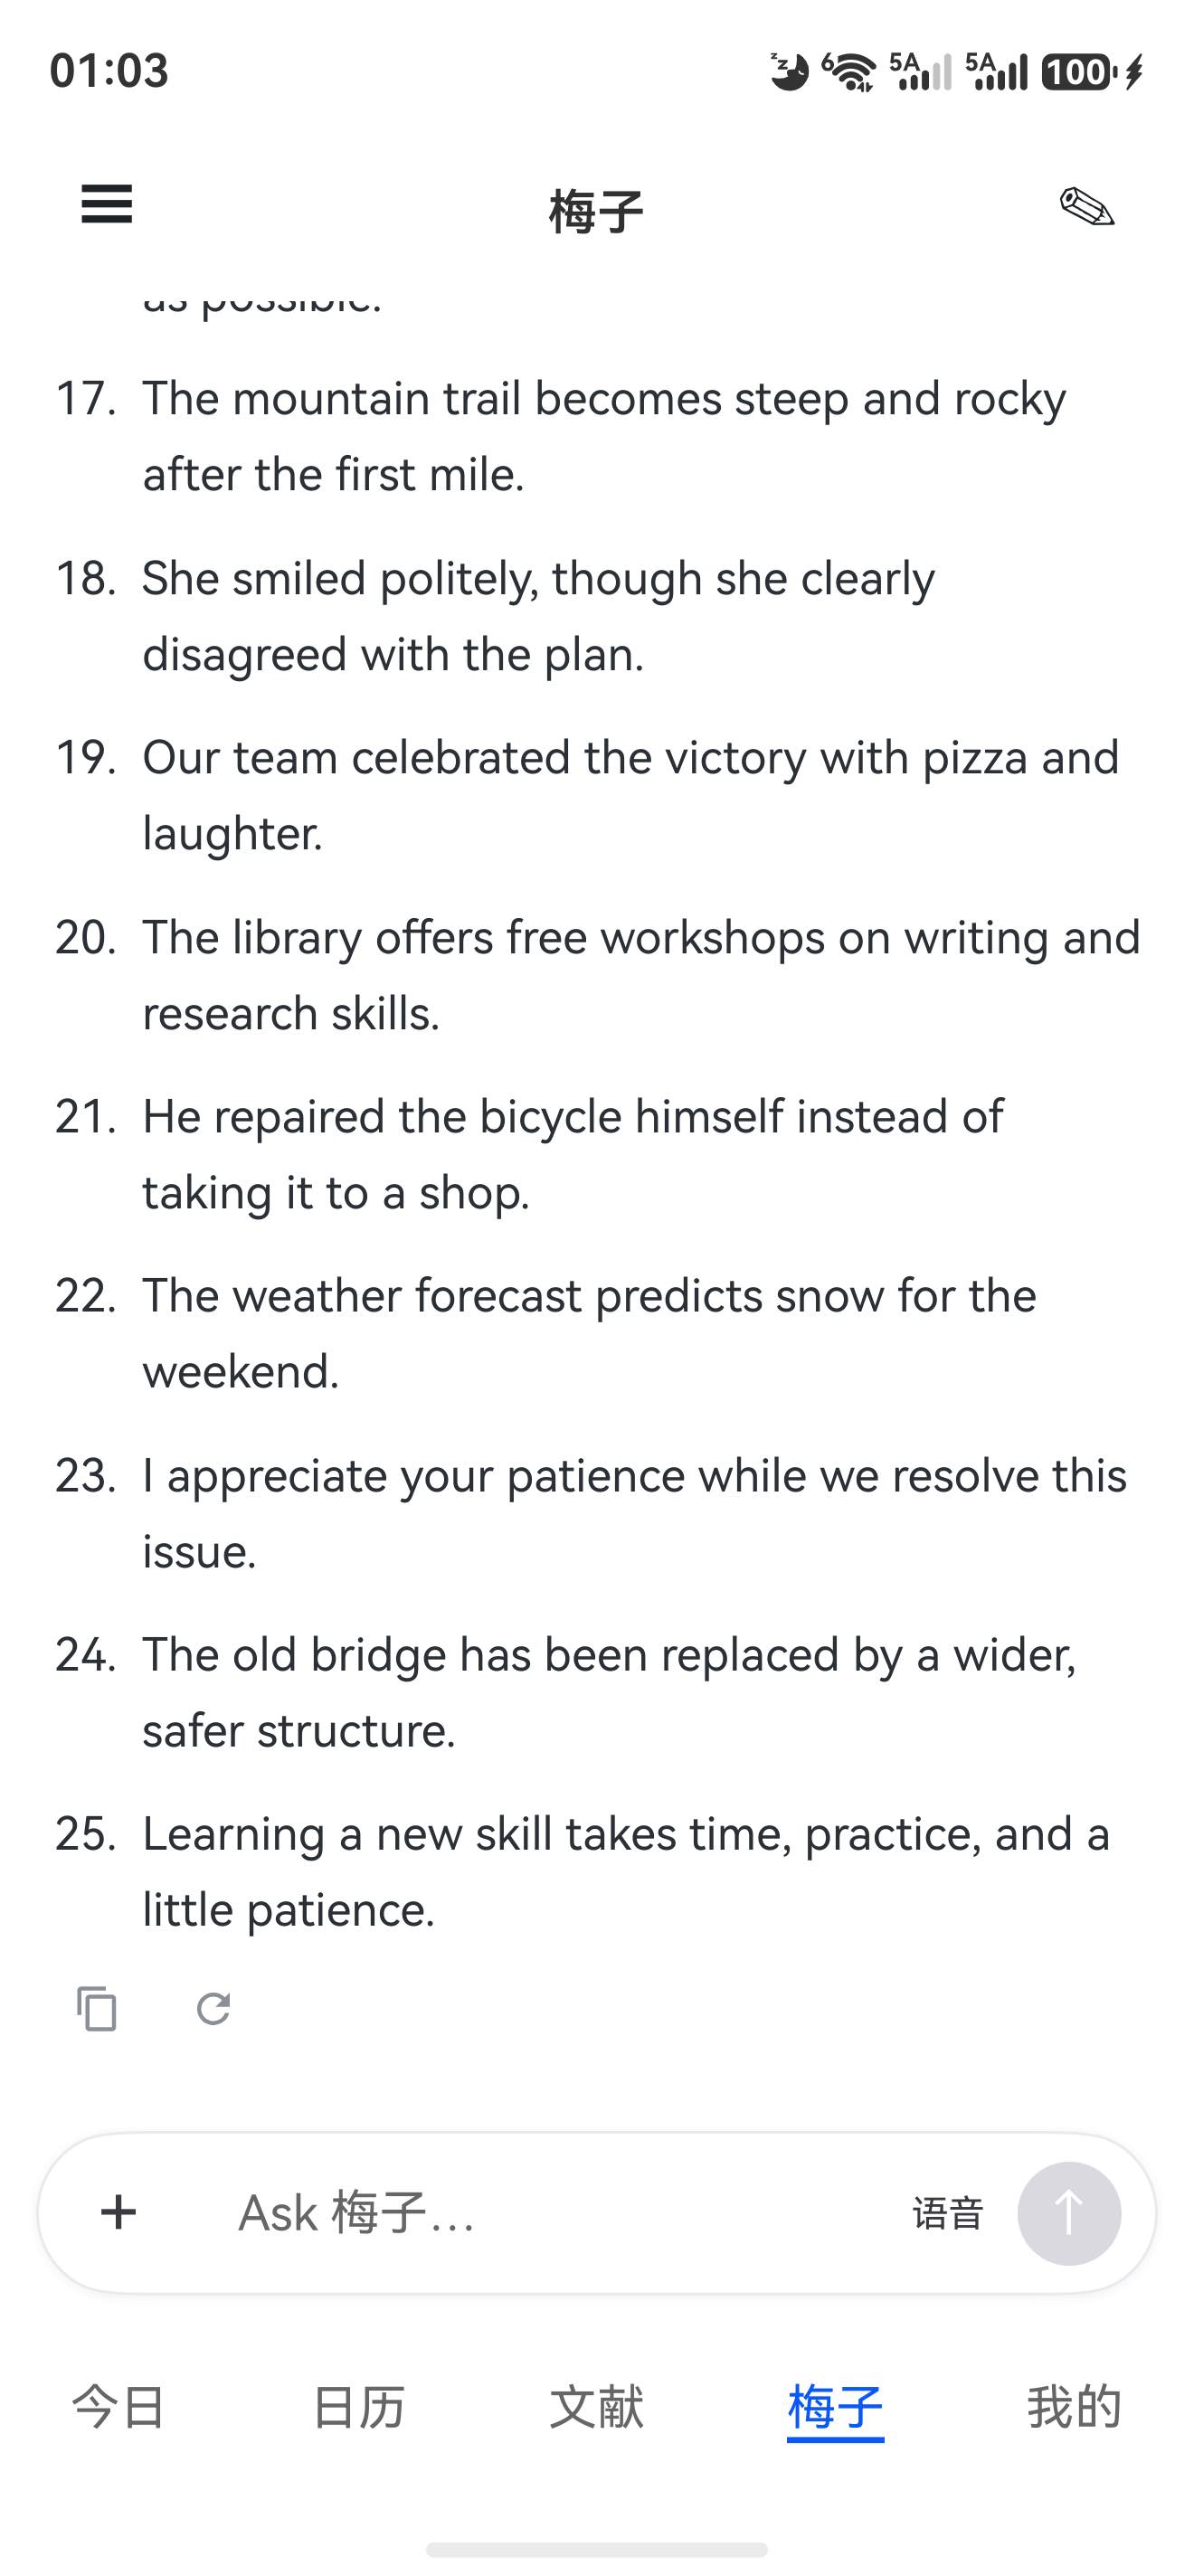 01:03
6 5A 5A 100
梅子
as possible.
17. The mountain trail becomes steep and rocky
after the first mile.
18. She smiled politely, though she clearly
disagreed with the plan.
19. Our team celebrated the victory with pizza and
laughter.
20. The library offers free workshops on writing and
research skills.
21. He repaired the bicycle himself instead of
taking it to a shop.
22. The weather forecast predicts snow for the
weekend.
23. I appreciate your patience while we resolve this
issue.
24. The old bridge has been replaced by a wider,
safer structure.
25. Learning a new skill takes time, practice, and a
little patience.
+ Ask 梅子... 语音
今日 日历 文献 梅子 我的